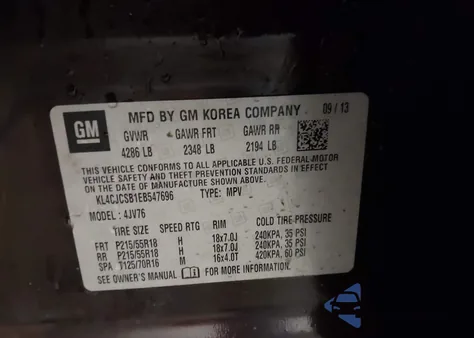 GM
MFD BY GM KOREA COMPANY 09 / 13
GVWR GAWR FRT GAWR RR
4286 LB 2348 LB 2194 LB
THIS VEHICLE CONFORMS TO ALL APPLICABLE U.S. FEDERAL MOTOR
VEHICLE SAFETY AND THEFT PREVENTION STANDARDS IN EFFECT ON
THE DATE OF MANUFACTURE SHOWN ABOVE.
KL4CJCSB1EB547696 TYPE: MPV
MODEL : 4JV76
TIRE SIZE SPEED RTG RIM COLD TIRE PRESSURE
FRT P215/55R18 H 18x7.0J 240KPA, 35 PSI
RR P215/55R18 H 18x7.0J 240KPA, 35 PSI
SPA T125/70R16 M 16x4.0T 420KPA, 60 PSI
SEE OWNER'S MANUAL FOR MORE INFORMATION.